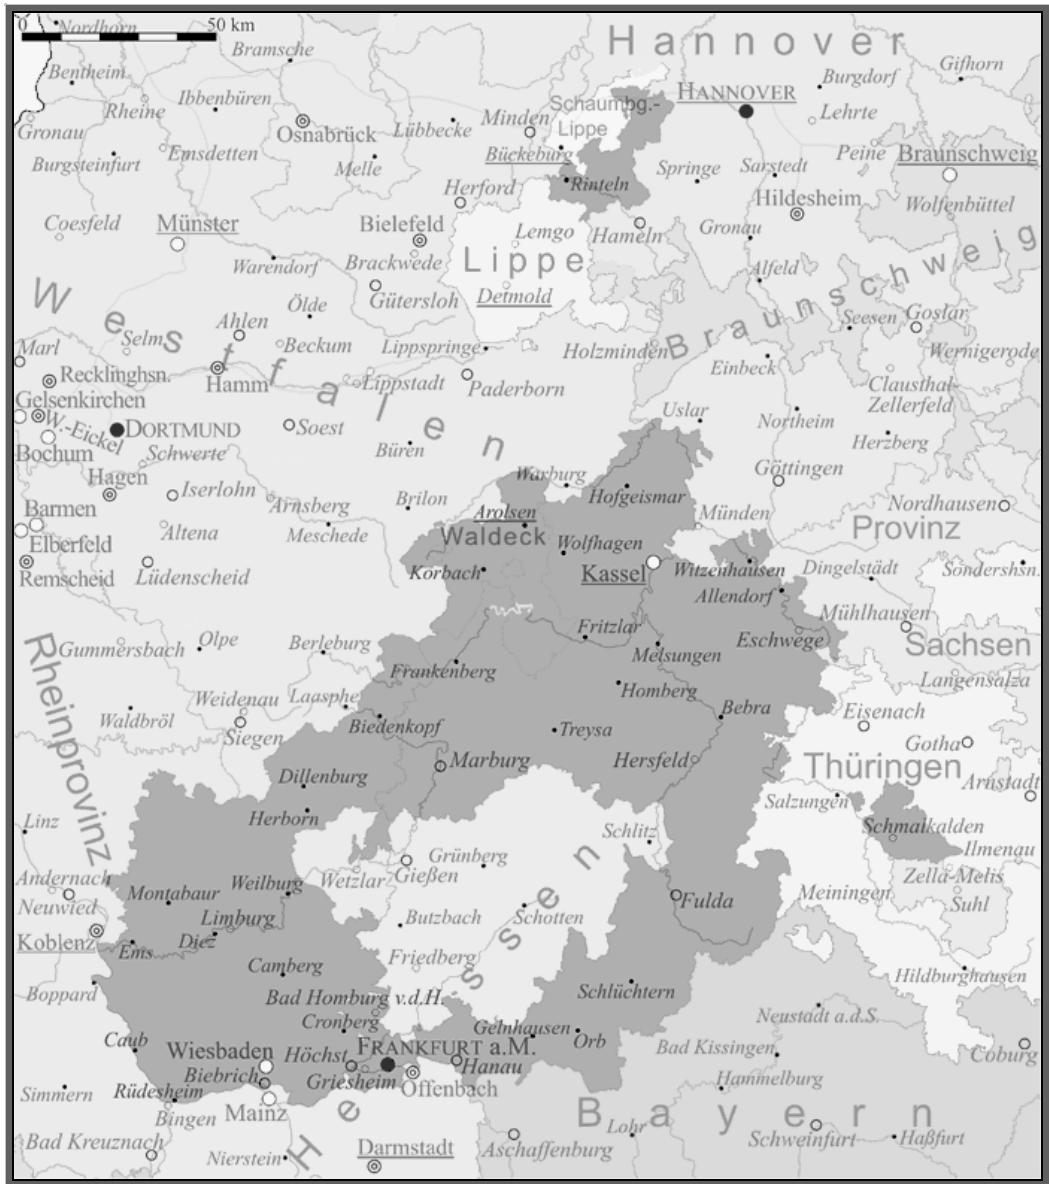 0 50 km
Nordhorn
Hannover
Bramsche
Bentheim
Gifhorn
Burgdorf
HANNOVER
Rheine
Ibbenbüren
Schaumbg.-
Lippe
Lehrte
Gronau
Osnabrück
Lübbecke
Minden
Emsdetten
Burgsteinfurt
Melle
Bückeburg
Peine
Braunschweig
Springe
Sarstedt
Rinteln
Herford
Hildesheim
Wolfenbüttel
Coesfeld
Münster
Bielefeld
Lemgo
Hameln
Gronau
Warendorf
Brackwede
Lippe
Alfeld
Braunschweig
Gütersloh
Detmold
Westfalen
Ölde
Seesen
Goslar
Ahlen
Selm
Beckum
Lippspringe
Holzminden
Wernigerode
Marl
Einbeck
Recklinghsn.
Hamm
Lippstadt
Paderborn
Clausthal-
Zellerfeld
Gelsenkirchen
W.-Eickel
DORTMUND
Soest
Uslar
Northeim
Herzberg
Bochum
Schwerte
Büren
Hagen
Iserlohn
Warburg
Göttingen
Arnsberg
Brilon
Hofgeismar
Nordhausen
Barmen
Arolsen
Münden
Provinz
Altena
Meschede
Waldeck
Elberfeld
Wolfhagen
Remscheid
Lüdenscheid
Korbach
Kassel
Witzenhausen
Dingelstädt
Sondershsn.
Allendorf
Mühlhausen
Fritzlar
Eschwege
Rheinprovinz
Gummersbach
Olpe
Berleburg
Melsungen
Sachsen
Frankenberg
Homberg
Langensalza
Weidenau
Laasphe
Bebra
Waldbröl
Biedenkopf
Eisenach
Siegen
Treysa
Gotha
Marburg
Hersfeld
Thüringen
Dillenburg
Arnstadt
Salzungen
Herborn
Linz
Schlitz
Schmalkalden
Ilmenau
Grünberg
Wetzlar
Gießen
Andernach
Weilburg
Zella-Melis
Montabaur
Meiningen
Neuwied
Fulda
Suhl
Limburg
Butzbach
Schotten
Koblenz
Ems
Diez
Friedberg
Hessen
Camberg
Hildburghausen
Boppard
Schlüchtern
Bad Homburg v.d.H.
Cronberg
Neustadt a.d.S.
Gelnhausen
Caub
Orb
Wiesbaden
Höchst
FRANKFURT a.M.
Bad Kissingen
Coburg
Biebrich
Griesheim
Hanau
Simmern
Rüdesheim
Offenbach
Hammelburg
Mainz
Bayern
Bingen
Lohr
Bad Kreuznach
Schweinfurt
Haßfurt
Darmstadt
Aschaffenburg
Nierstein